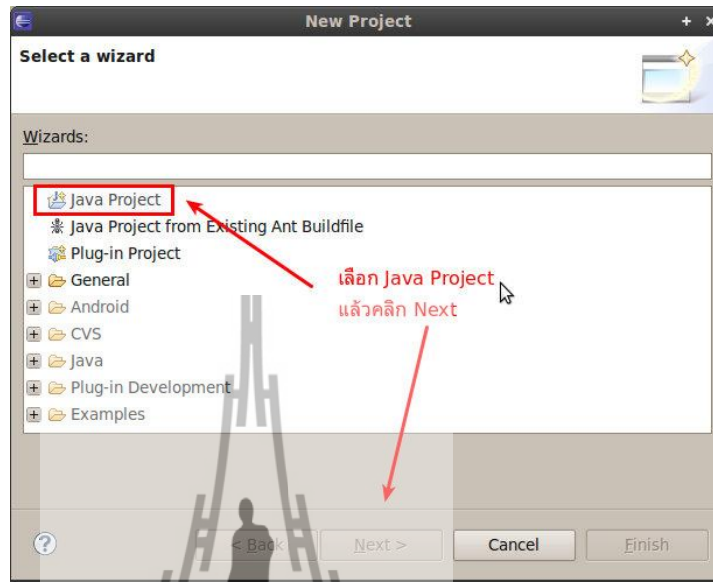 New Project
Select a wizard
Wizards:
Java Project
Java Project from Existing Ant Buildfile
Plug-in Project
General
Android
CVS
Java
Plug-in Development
Examples
เลือก Java Project
แล้วคลิก Next
< Back Next > Cancel Finish